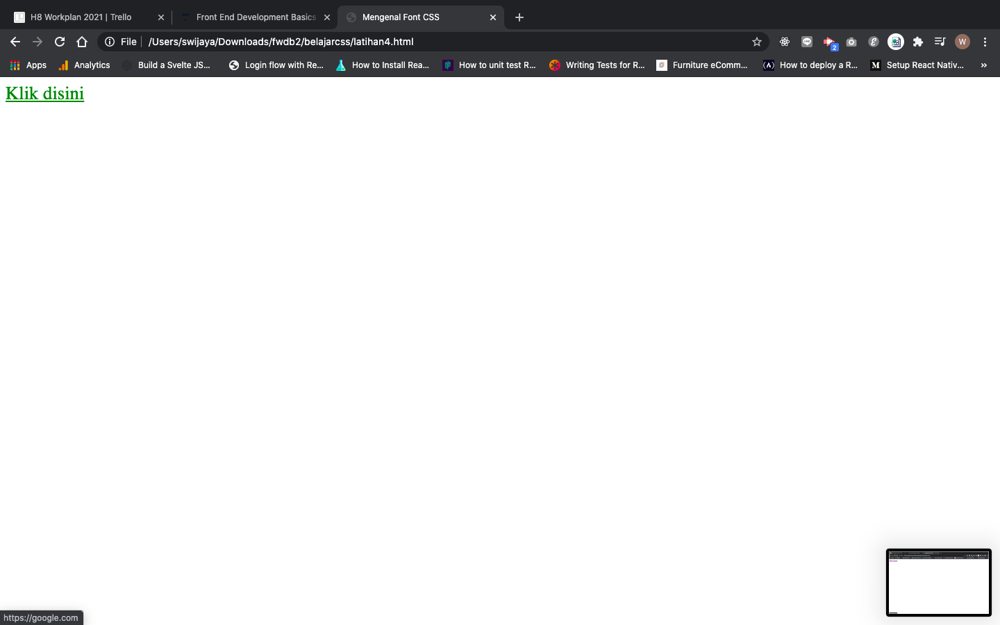 H8 Workplan 2021 | Trello
Front End Development Basics
Mengenal Font CSS
File
/Users/swijaya/Downloads/fwdb2/belajarcss/latihan4.html
2
W
Apps
Analytics
Build a Svelte JS...
Login flow with Re...
How to Install Rea...
How to unit test R...
Writing Tests for R...
Furniture eComm...
How to deploy a R...
M
Setup React Nativ...
»
Klik disini
https://google.com